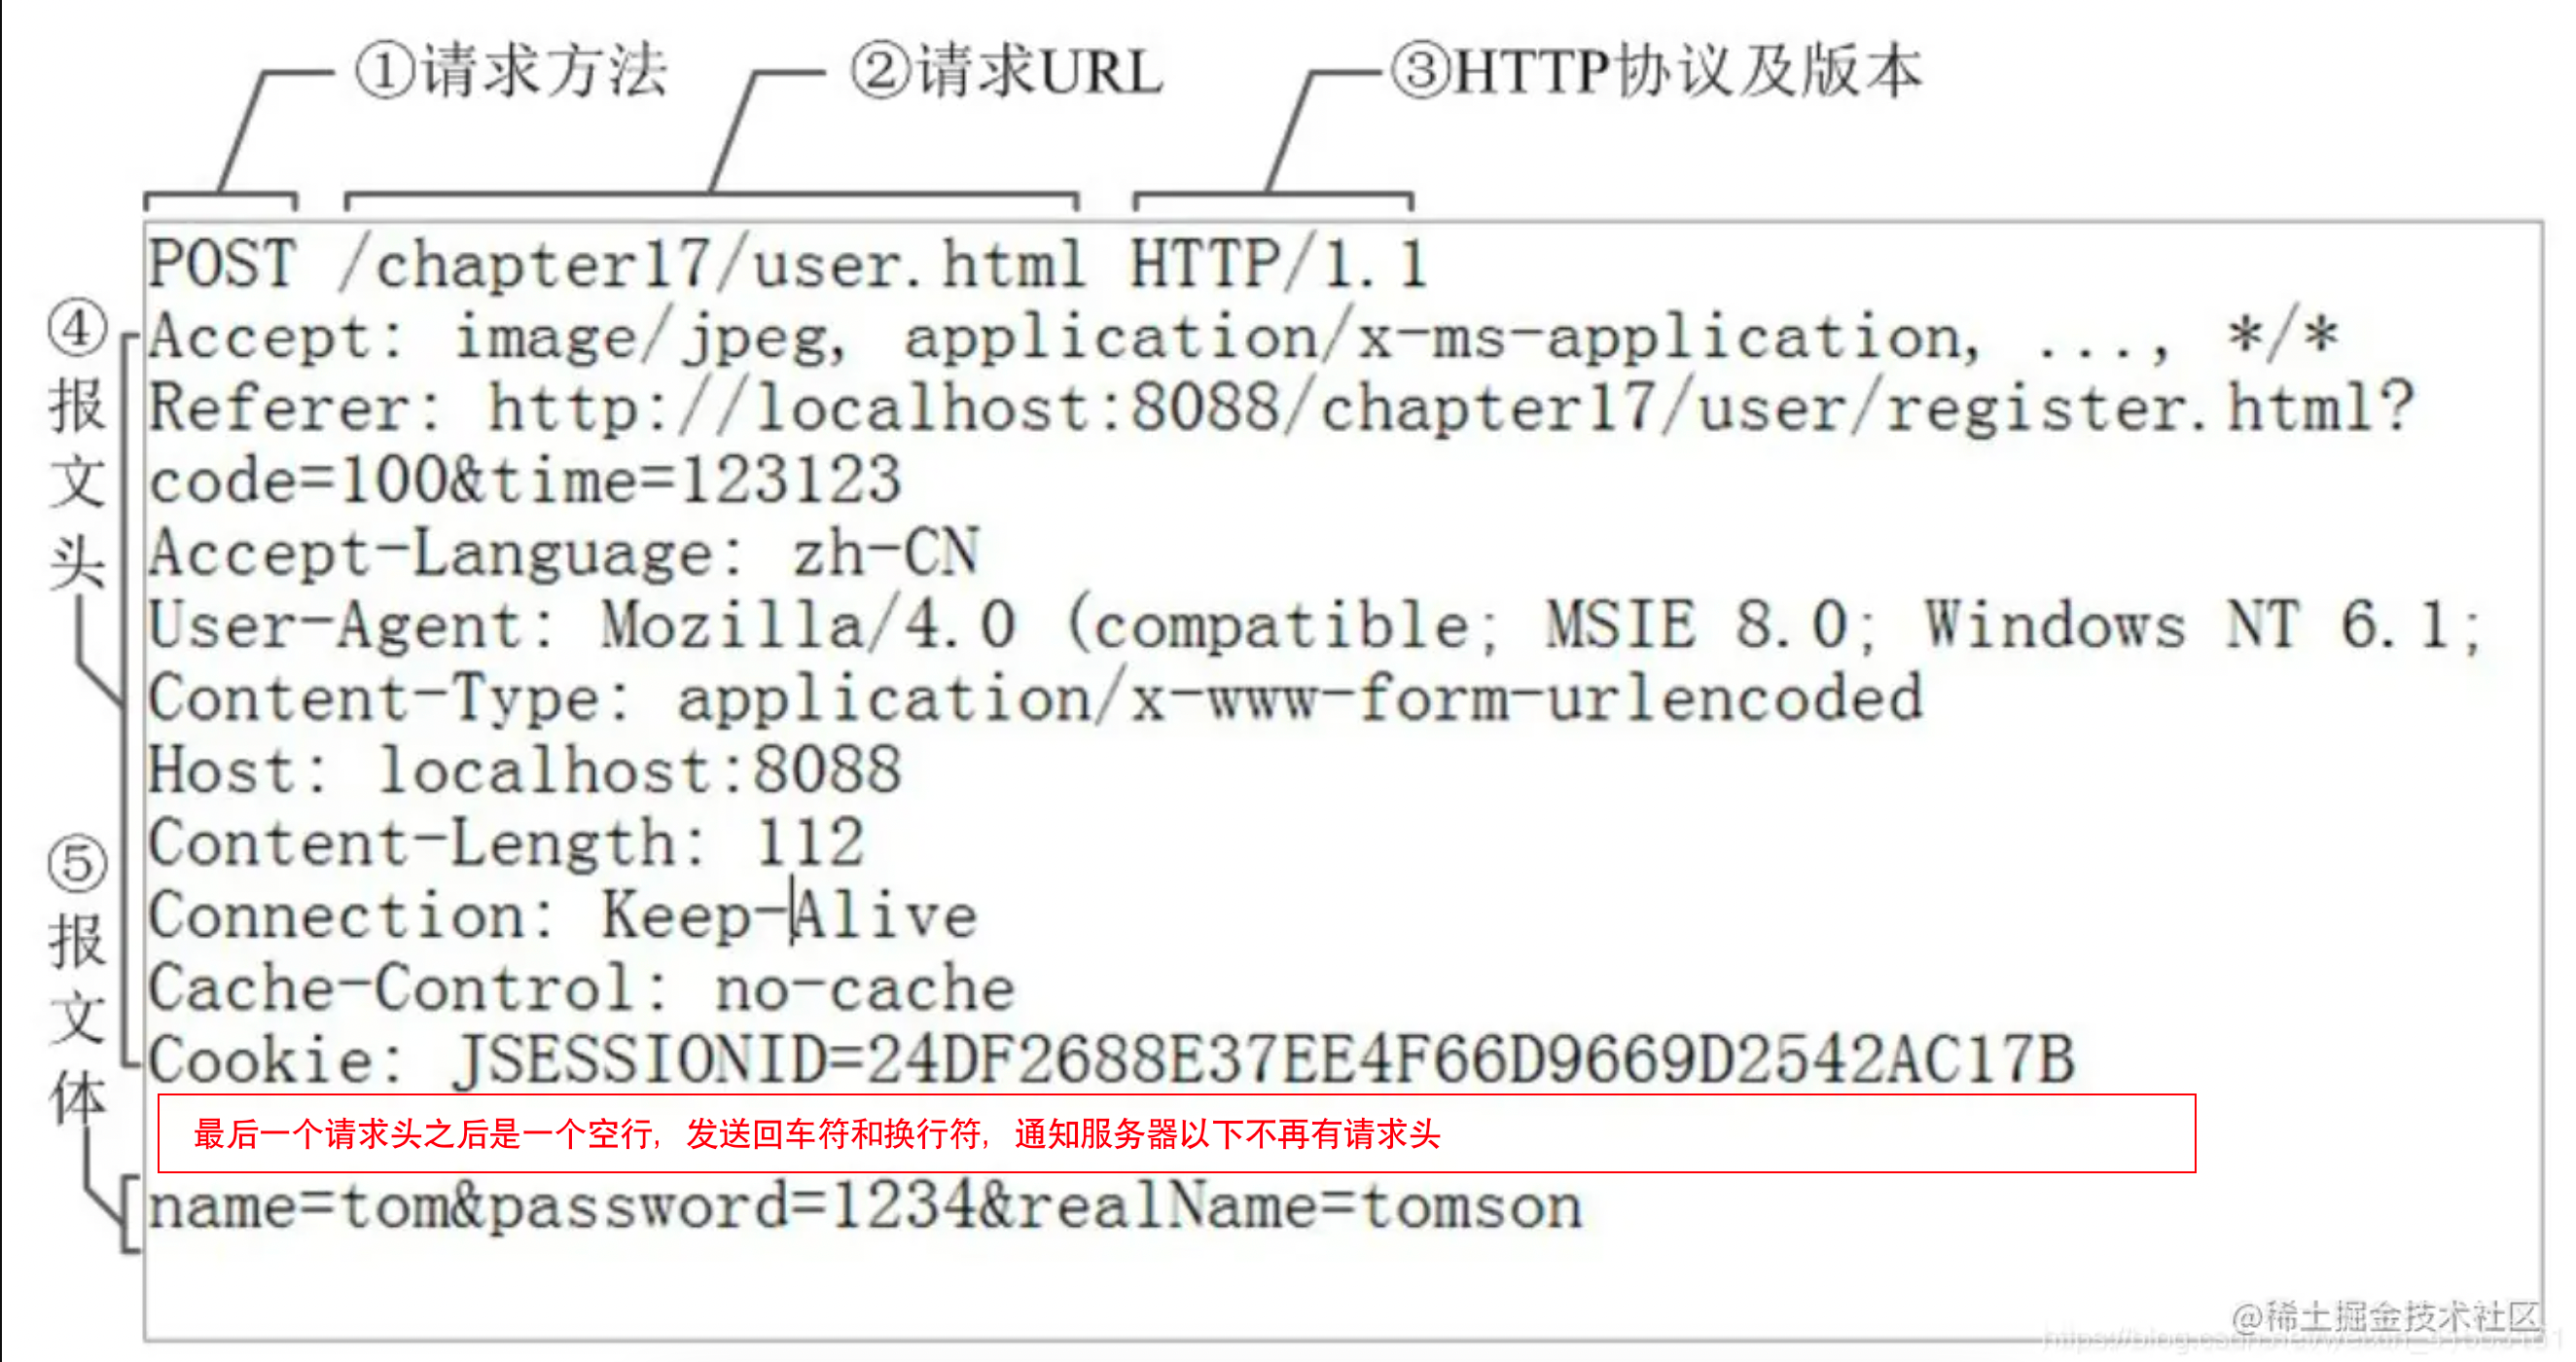 ①请求方法 ②请求URL ③HTTP协议及版本
POST /chapter17/user.html HTTP/1.1
④报文头
Accept: image/jpeg, application/x-ms-application, ..., */*
Referer: http://localhost:8088/chapter17/user/register.html?
code=100&time=123123
Accept-Language: zh-CN
User-Agent: Mozilla/4.0 (compatible; MSIE 8.0; Windows NT 6.1;
Content-Type: application/x-www-form-urlencoded
Host: localhost:8088
Content-Length: 112
Connection: Keep-Alive
Cache-Control: no-cache
Cookie: JSESSIONID=24DF2688E37EE4F66D9669D2542AC17B
⑤报文体
最后一个请求头之后是一个空行, 发送回车符和换行符, 通知服务器以下不再有请求头
name=tom&password=1234&realName=tomson
@稀土掘金技术社区